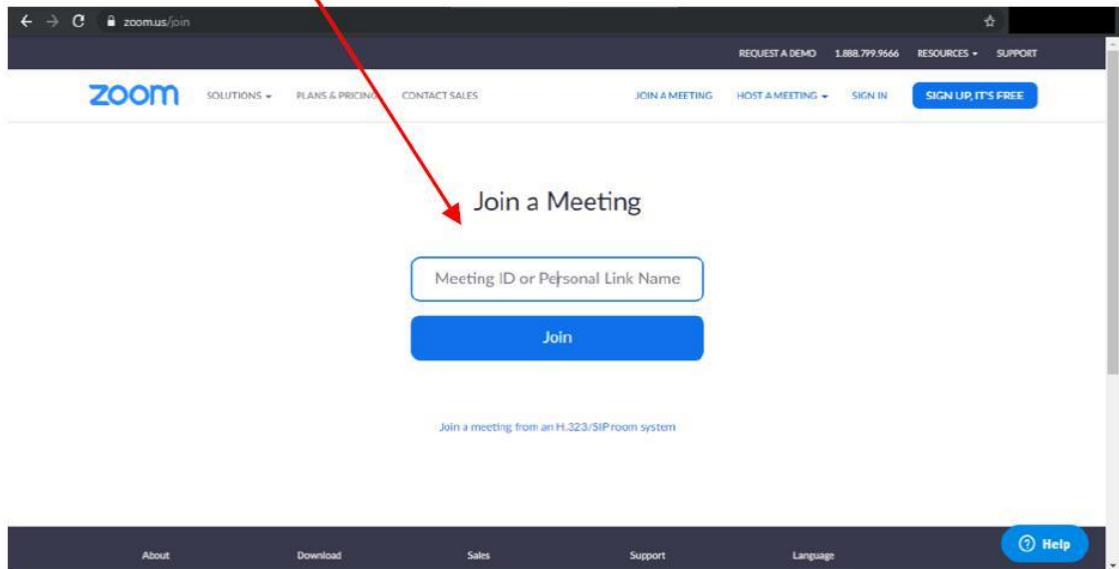 zoom.us/join
REQUEST A DEMO 1.888.799.9666 RESOURCES SUPPORT
zoom SOLUTIONS PLANS & PRICING CONTACT SALES JOIN A MEETING HOST A MEETING SIGN IN SIGN UP, IT'S FREE
Join a Meeting
Meeting ID or Personal Link Name
Join
Join a meeting from an H.323/SIP room system
About Download Sales Support Language
Help